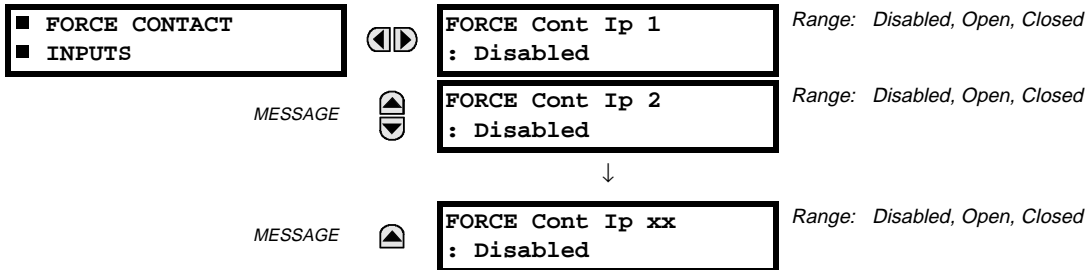 ■ FORCE CONTACT
■ INPUTS
FORCE Cont Ip 1
: Disabled
Range: Disabled, Open, Closed
MESSAGE
FORCE Cont Ip 2
: Disabled
Range: Disabled, Open, Closed
↓
MESSAGE
FORCE Cont Ip xx
: Disabled
Range: Disabled, Open, Closed